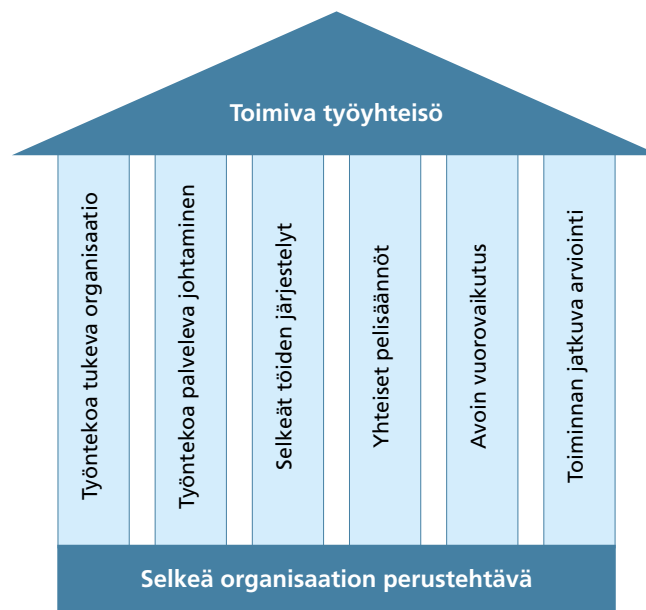 Toimiva työyhteisö
Työntekoa tukeva organisaatio
Työntekoa palveleva johtaminen
Selkeät töiden järjestelyt
Yhteiset pelisäännöt
Avoin vuorovaikutus
Toiminnan jatkuva arviointi
Selkeä organisaation perustehtävä